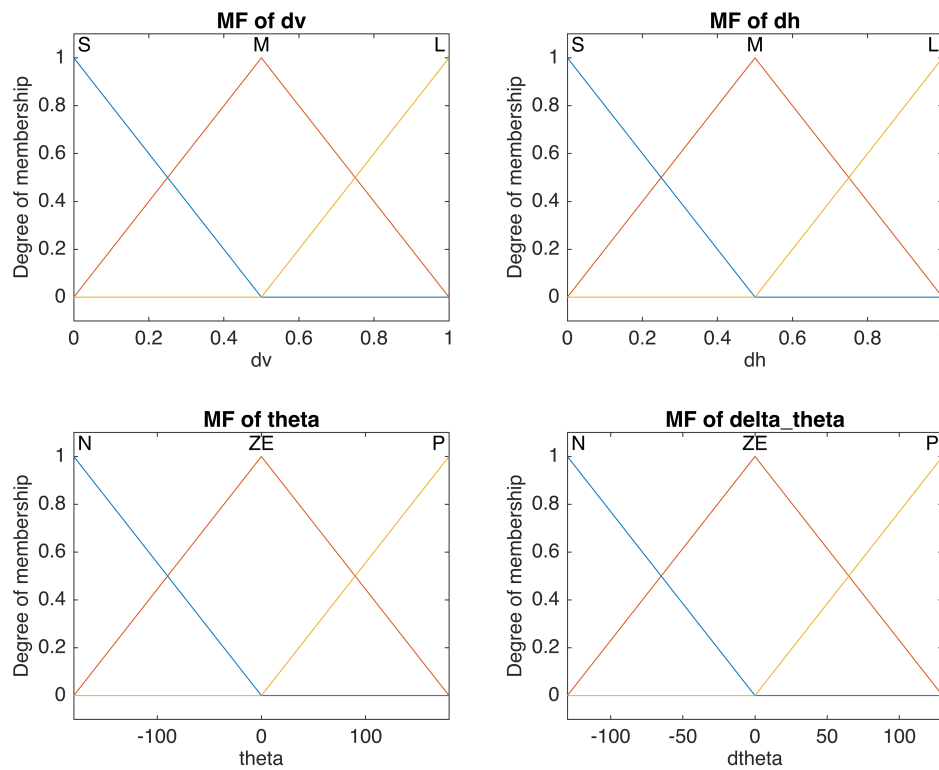 MF of dv
S M L
1
0.8
0.6
0.4
0.2
0
Degree of membership
0 0.2 0.4 0.6 0.8 1
dv
MF of dh
S M L
1
0.8
0.6
0.4
0.2
0
Degree of membership
0 0.2 0.4 0.6 0.8
dh
MF of theta
N ZE P
1
0.8
0.6
0.4
0.2
0
Degree of membership
-100 0 100
theta
MF of delta_theta
N ZE P
1
0.8
0.6
0.4
0.2
0
Degree of membership
-100 -50 0 50 100
dtheta